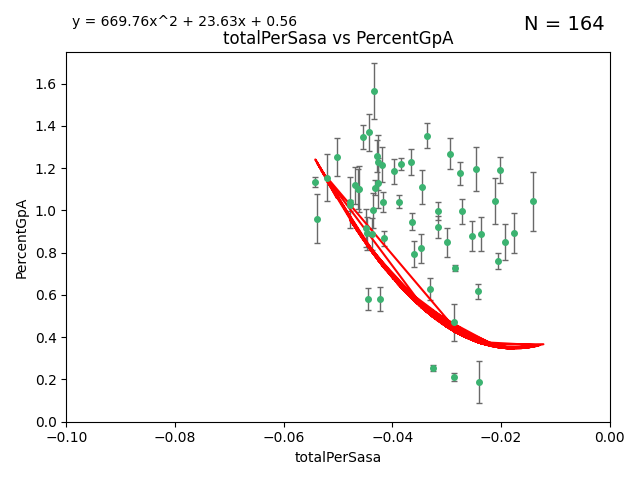 y = 669.76x^2 + 23.63x + 0.56
N = 164
totalPerSasa vs PercentGpA
PercentGpA
1.6
1.4
1.2
1.0
0.8
0.6
0.4
0.2
0.0
−0.10 −0.08 −0.06 −0.04 −0.02 0.00
totalPerSasa